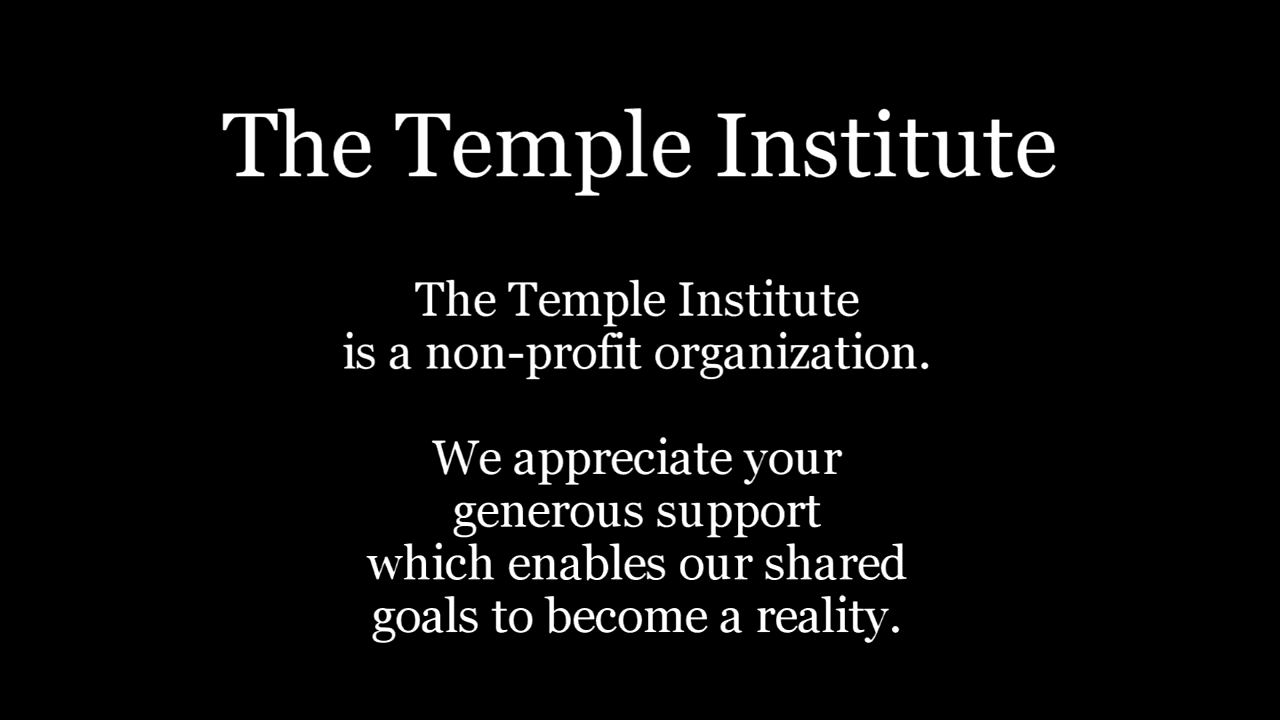 The Temple Institute
The Temple Institute
is a non-profit organization.
We appreciate your
generous support
which enables our shared
goals to become a reality.